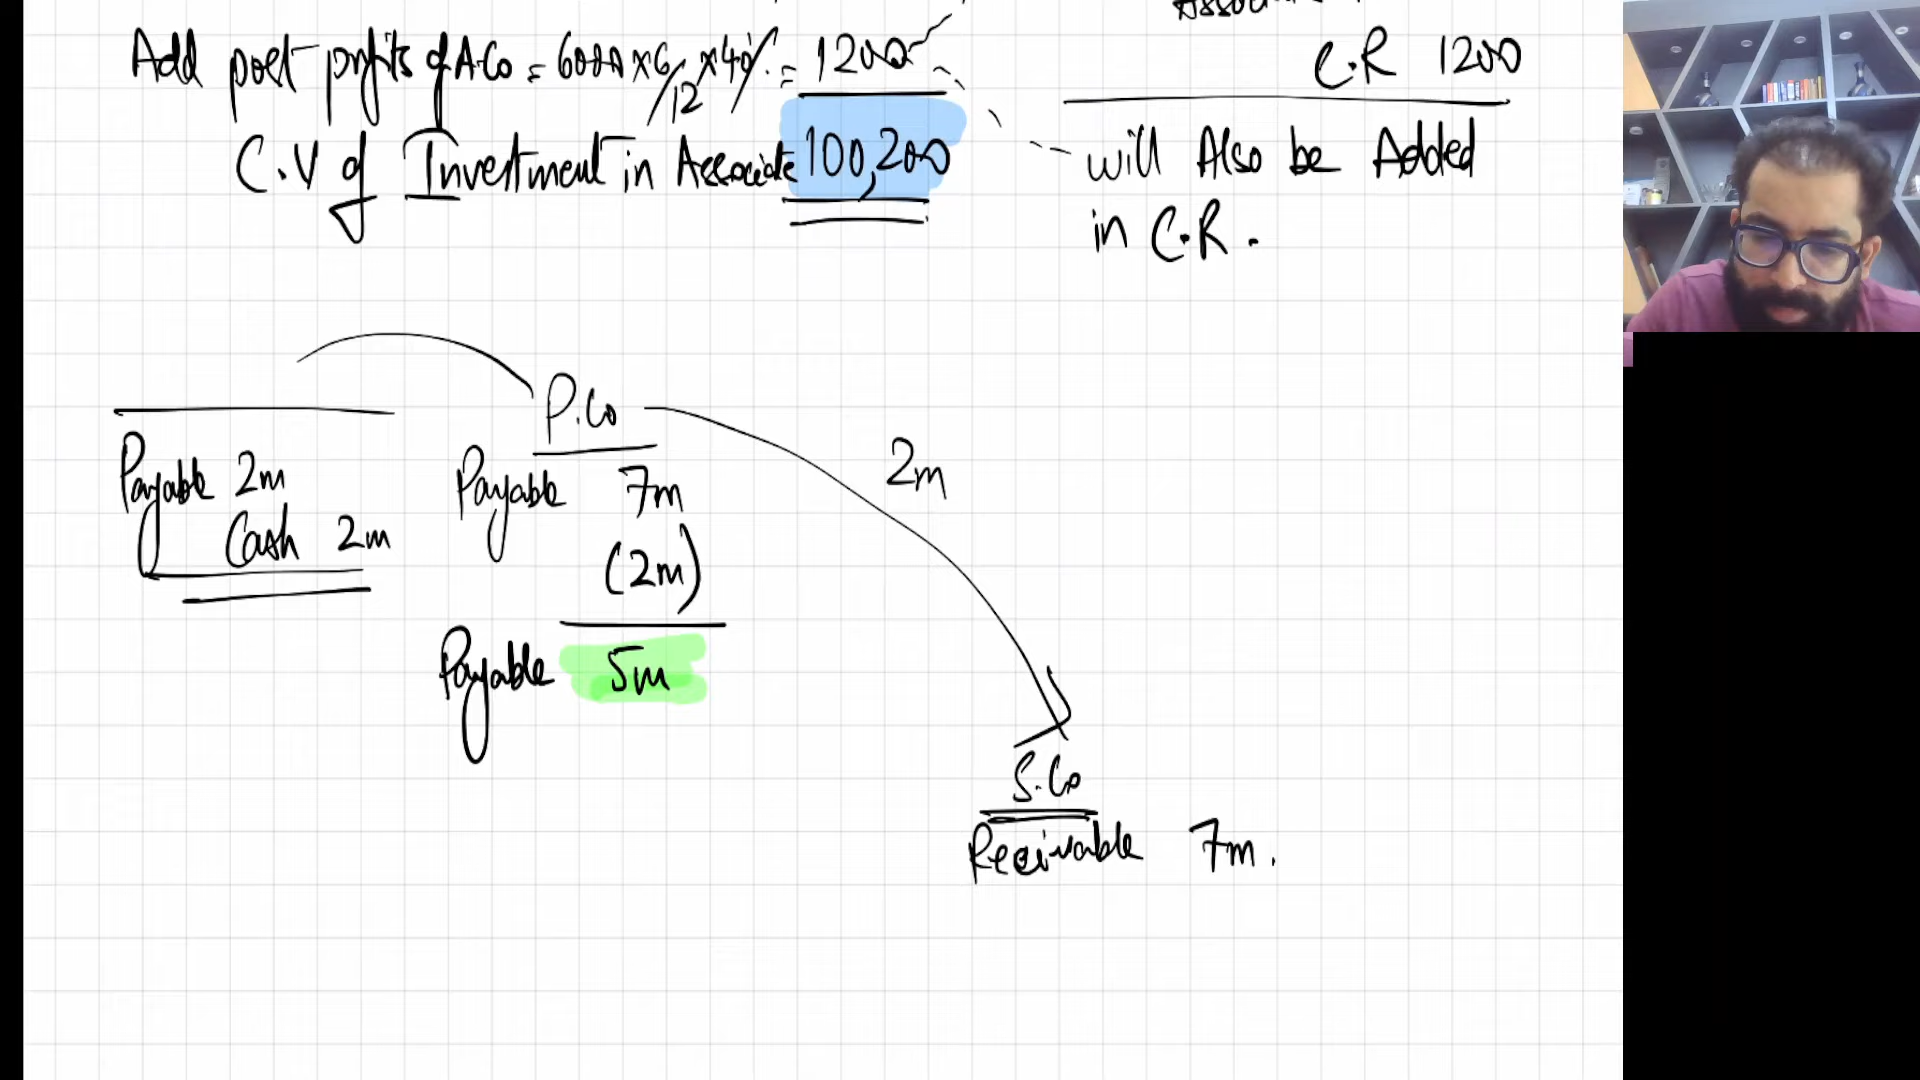 C.R 1200
Add post profits of A.Co = 6000 x 6/12 x 40% = 1200
C.V of Investment in Associate 100,200
will Also be Added
in C.R.
P.Co
2m
Payable 2m
Cash 2m
Payable 7m
(2m)
Payable 5m
S.Co
Receivable 7m.